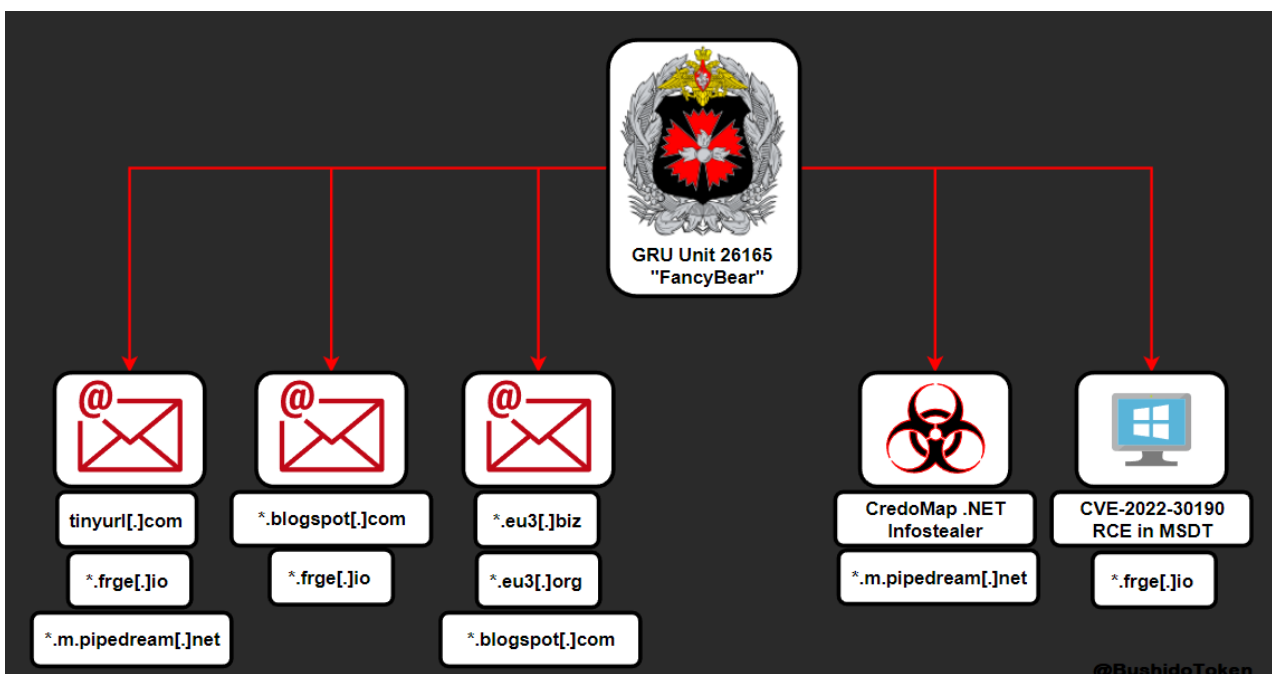 GRU Unit 26165
"FancyBear"
@
@
@
tinyurl[.]com
*.frge[.]io
*.m.pipedream[.]net
*.blogspot[.]com
*.frge[.]io
*.eu3[.]biz
*.eu3[.]org
*.blogspot[.]com
CredoMap .NET
Infostealer
*.m.pipedream[.]net
CVE-2022-30190
RCE in MSDT
*.frge[.]io
@BushidoToken